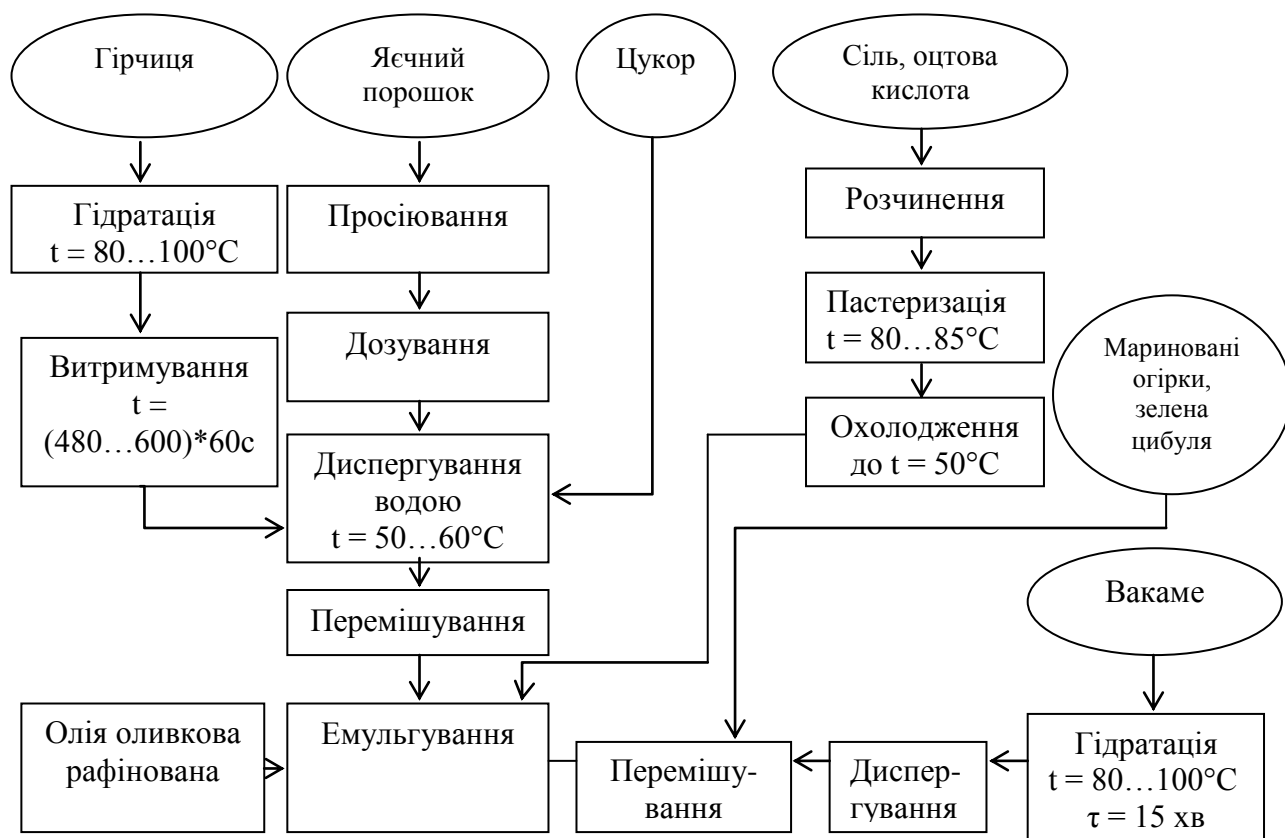 Гірчиця
Яєчний
порошок
Цукор
Сіль, оцтова
кислота
Гідратація
t = 80…100°С
Просіювання
Розчинення
Пастеризація
t = 80…85°С
Витримування
t =
(480…600)*60с
Дозування
Мариновані
огірки,
зелена
цибуля
Охолодження
до t = 50°С
Диспергування
водою
t = 50…60°С
Перемішування
Вакаме
Олія оливкова
рафінована
Емульгування
Перемішу-
вання
Диспер-
гування
Гідратація
t = 80…100°С
τ = 15 хв